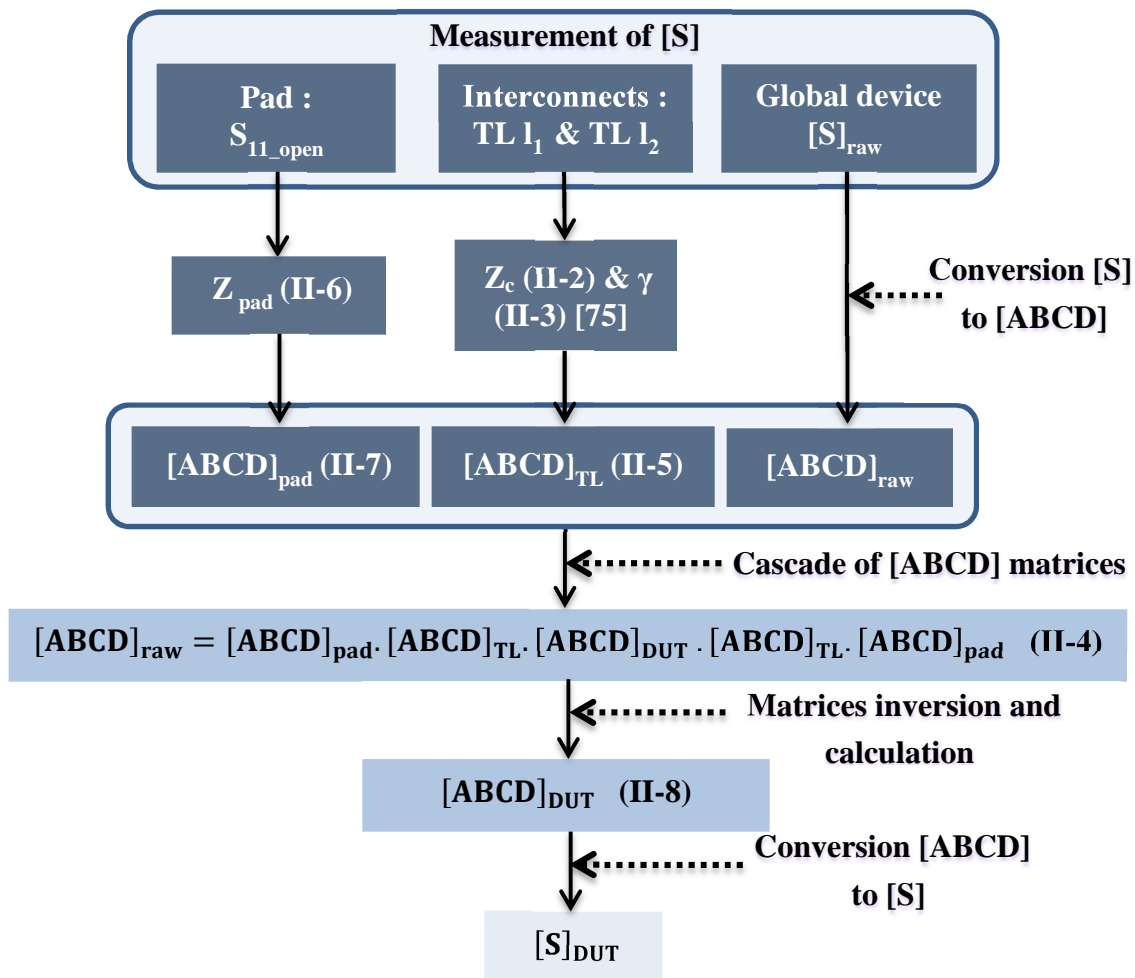 Measurement of [S]
Pad :
S11_open
Interconnects :
TL l1 & TL l2
Global device
[S]raw
Z pad (II-6)
Zc (II-2) & γ
(II-3) [75]
Conversion [S]
to [ABCD]
[ABCD]pad (II-7)
[ABCD]TL (II-5)
[ABCD]raw
Cascade of [ABCD] matrices
[ABCD]raw = [ABCD]pad. [ABCD]TL. [ABCD]DUT . [ABCD]TL. [ABCD]pad (II-4)
Matrices inversion and
calculation
[ABCD]DUT (II-8)
Conversion [ABCD]
to [S]
[S]DUT